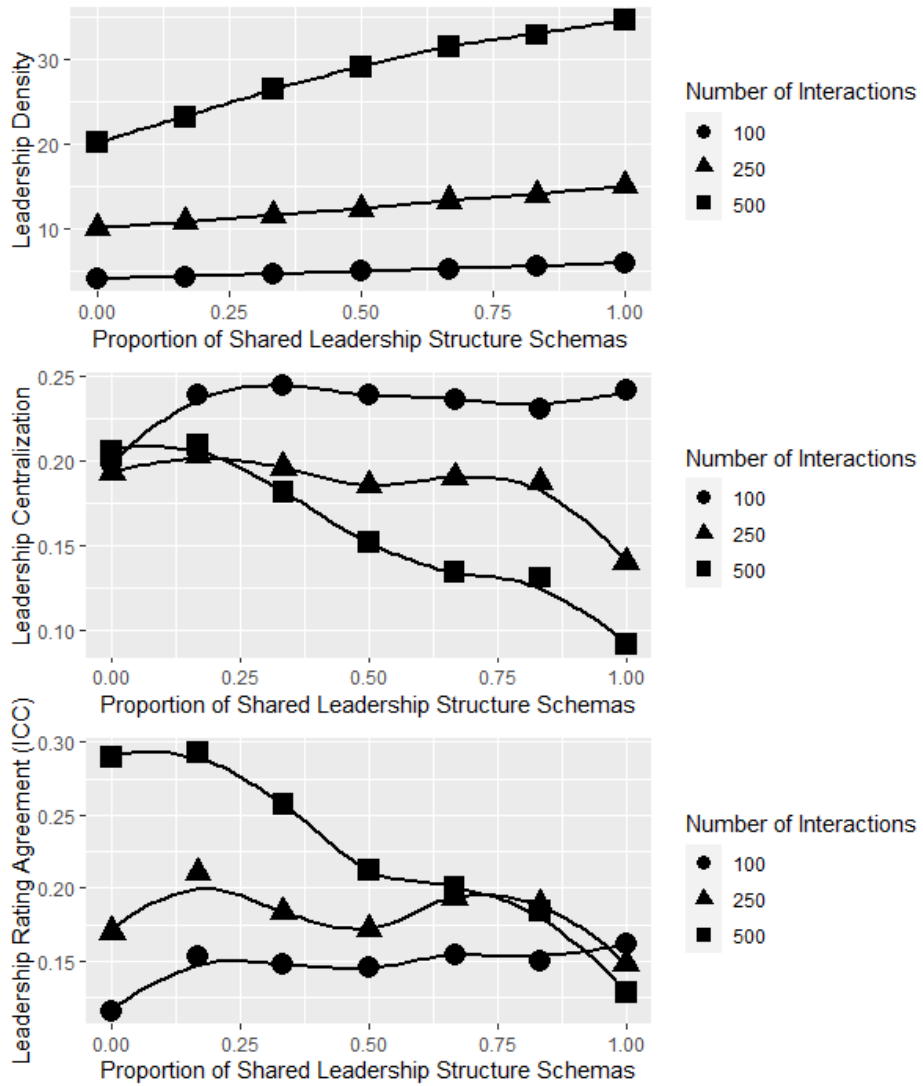 Leadership Density
30
20
10
0.00 0.25 0.50 0.75 1.00
Proportion of Shared Leadership Structure Schemas
Number of Interactions
100
250
500
Leadership Centralization
0.25
0.20
0.15
0.10
0.00 0.25 0.50 0.75 1.00
Proportion of Shared Leadership Structure Schemas
Number of Interactions
100
250
500
Leadership Rating Agreement (ICC)
0.30
0.25
0.20
0.15
0.00 0.25 0.50 0.75 1.00
Proportion of Shared Leadership Structure Schemas
Number of Interactions
100
250
500